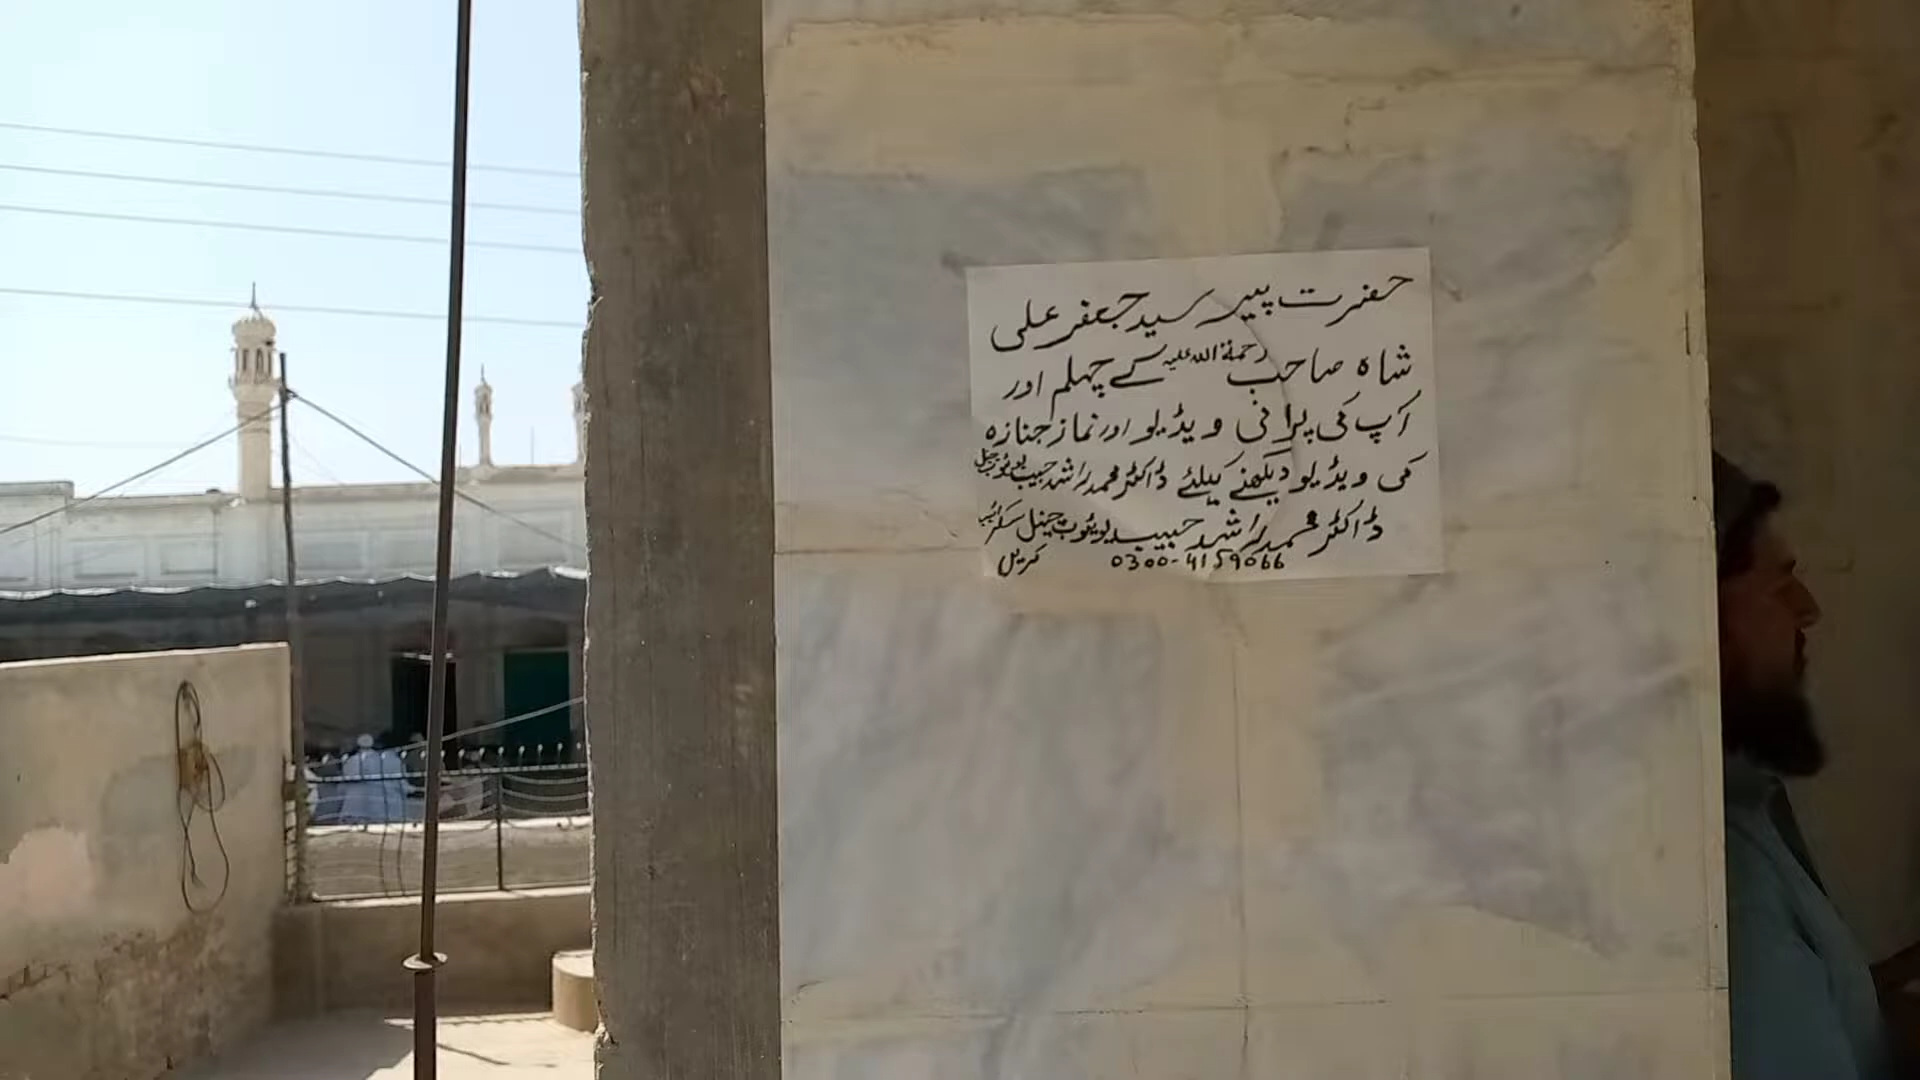 حضرت پیر سید جعفر علی
شاہ صاحب رحمۃ اللہ علیہ کے چہلم اور
آپ کی پرانی ویڈیو اور نماز جنازہ
کی ویڈیو دیکھنے کیلئے ڈاکٹر محمد راشد حبیب یوٹیوب چینل
ڈاکٹر محمد راشد حبیب یوٹیوب چینل سبسکرائب
کریں 0300-4159066